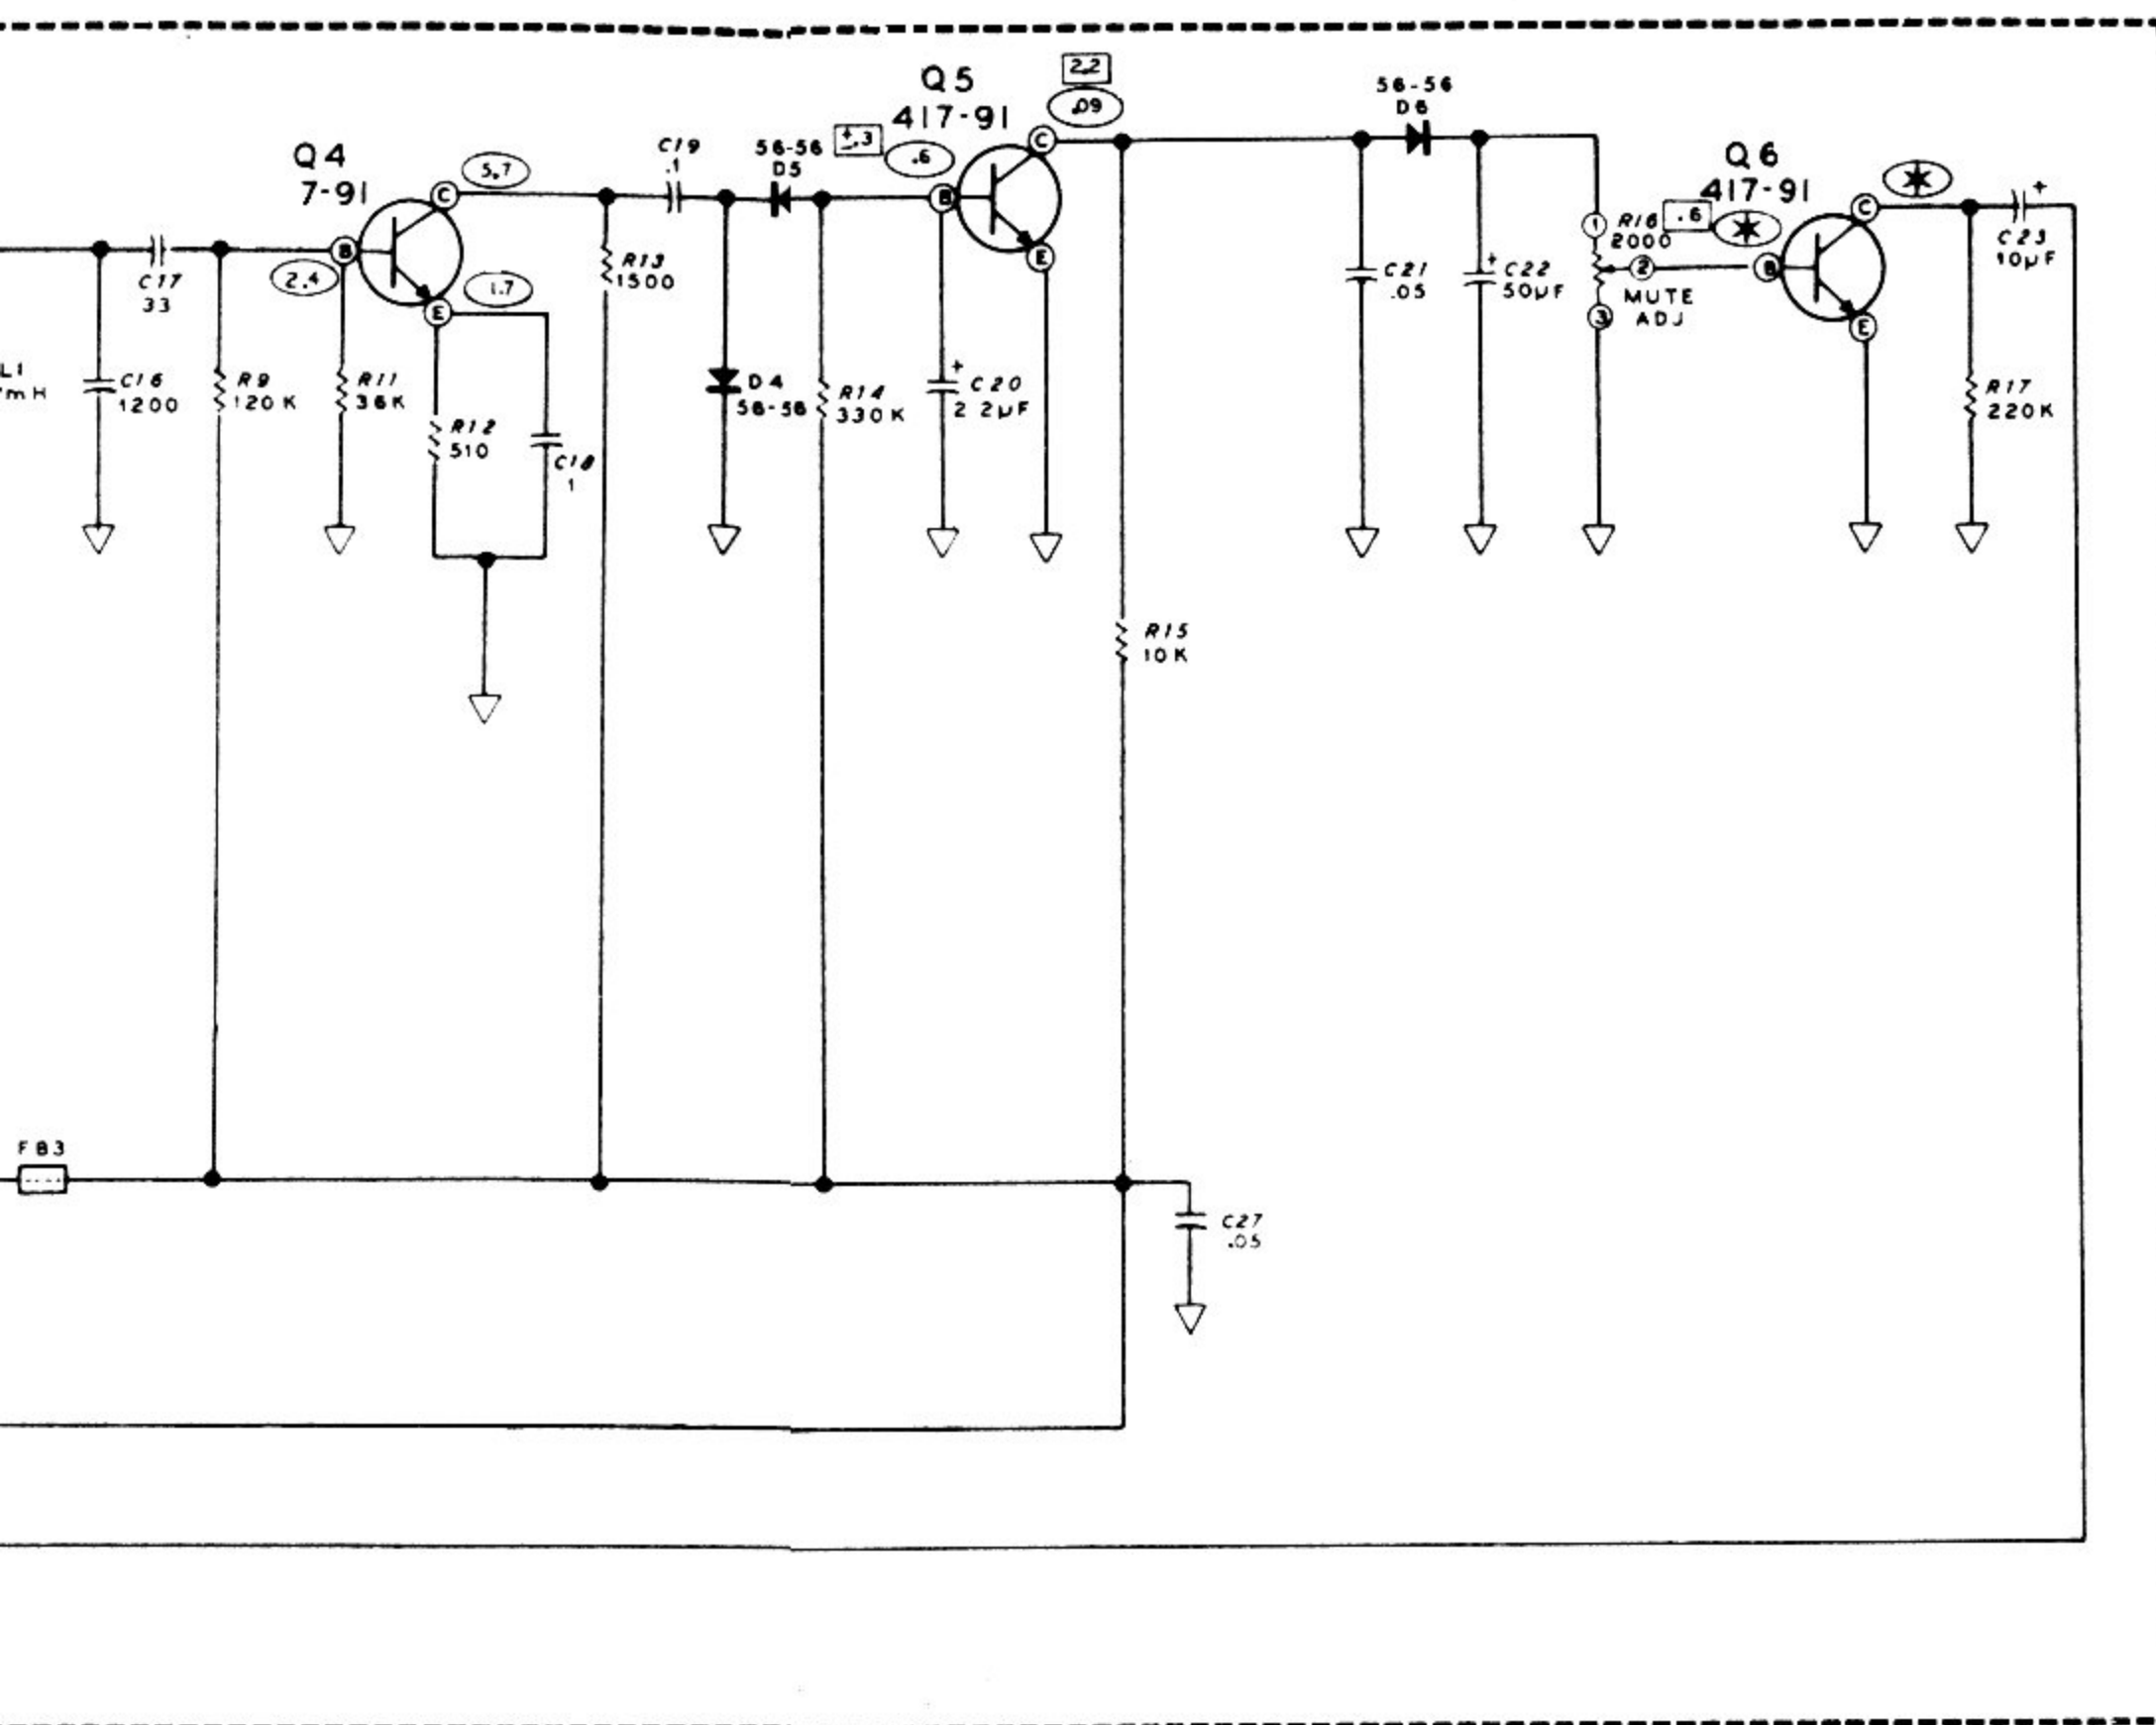 Q4
7-91
5.7
C
B
2.4
1.7
E
C17
33
L1
mH
C16
1200
R9
120K
R11
36K
R12
510
C18
R13
1500
C19
.1
56-56
D5
D4
56-56
R14
330K
Q5
417-91
2.2
.09
.6
C
B
E
C20
2.2µF
R15
10K
56-56
D6
C21
.05
+
C22
50µF
1
R16
2000
2
MUTE
ADJ
3
Q6
417-91
.6
C
B
E
+
C23
10µF
R17
220K
FB3
C27
.05